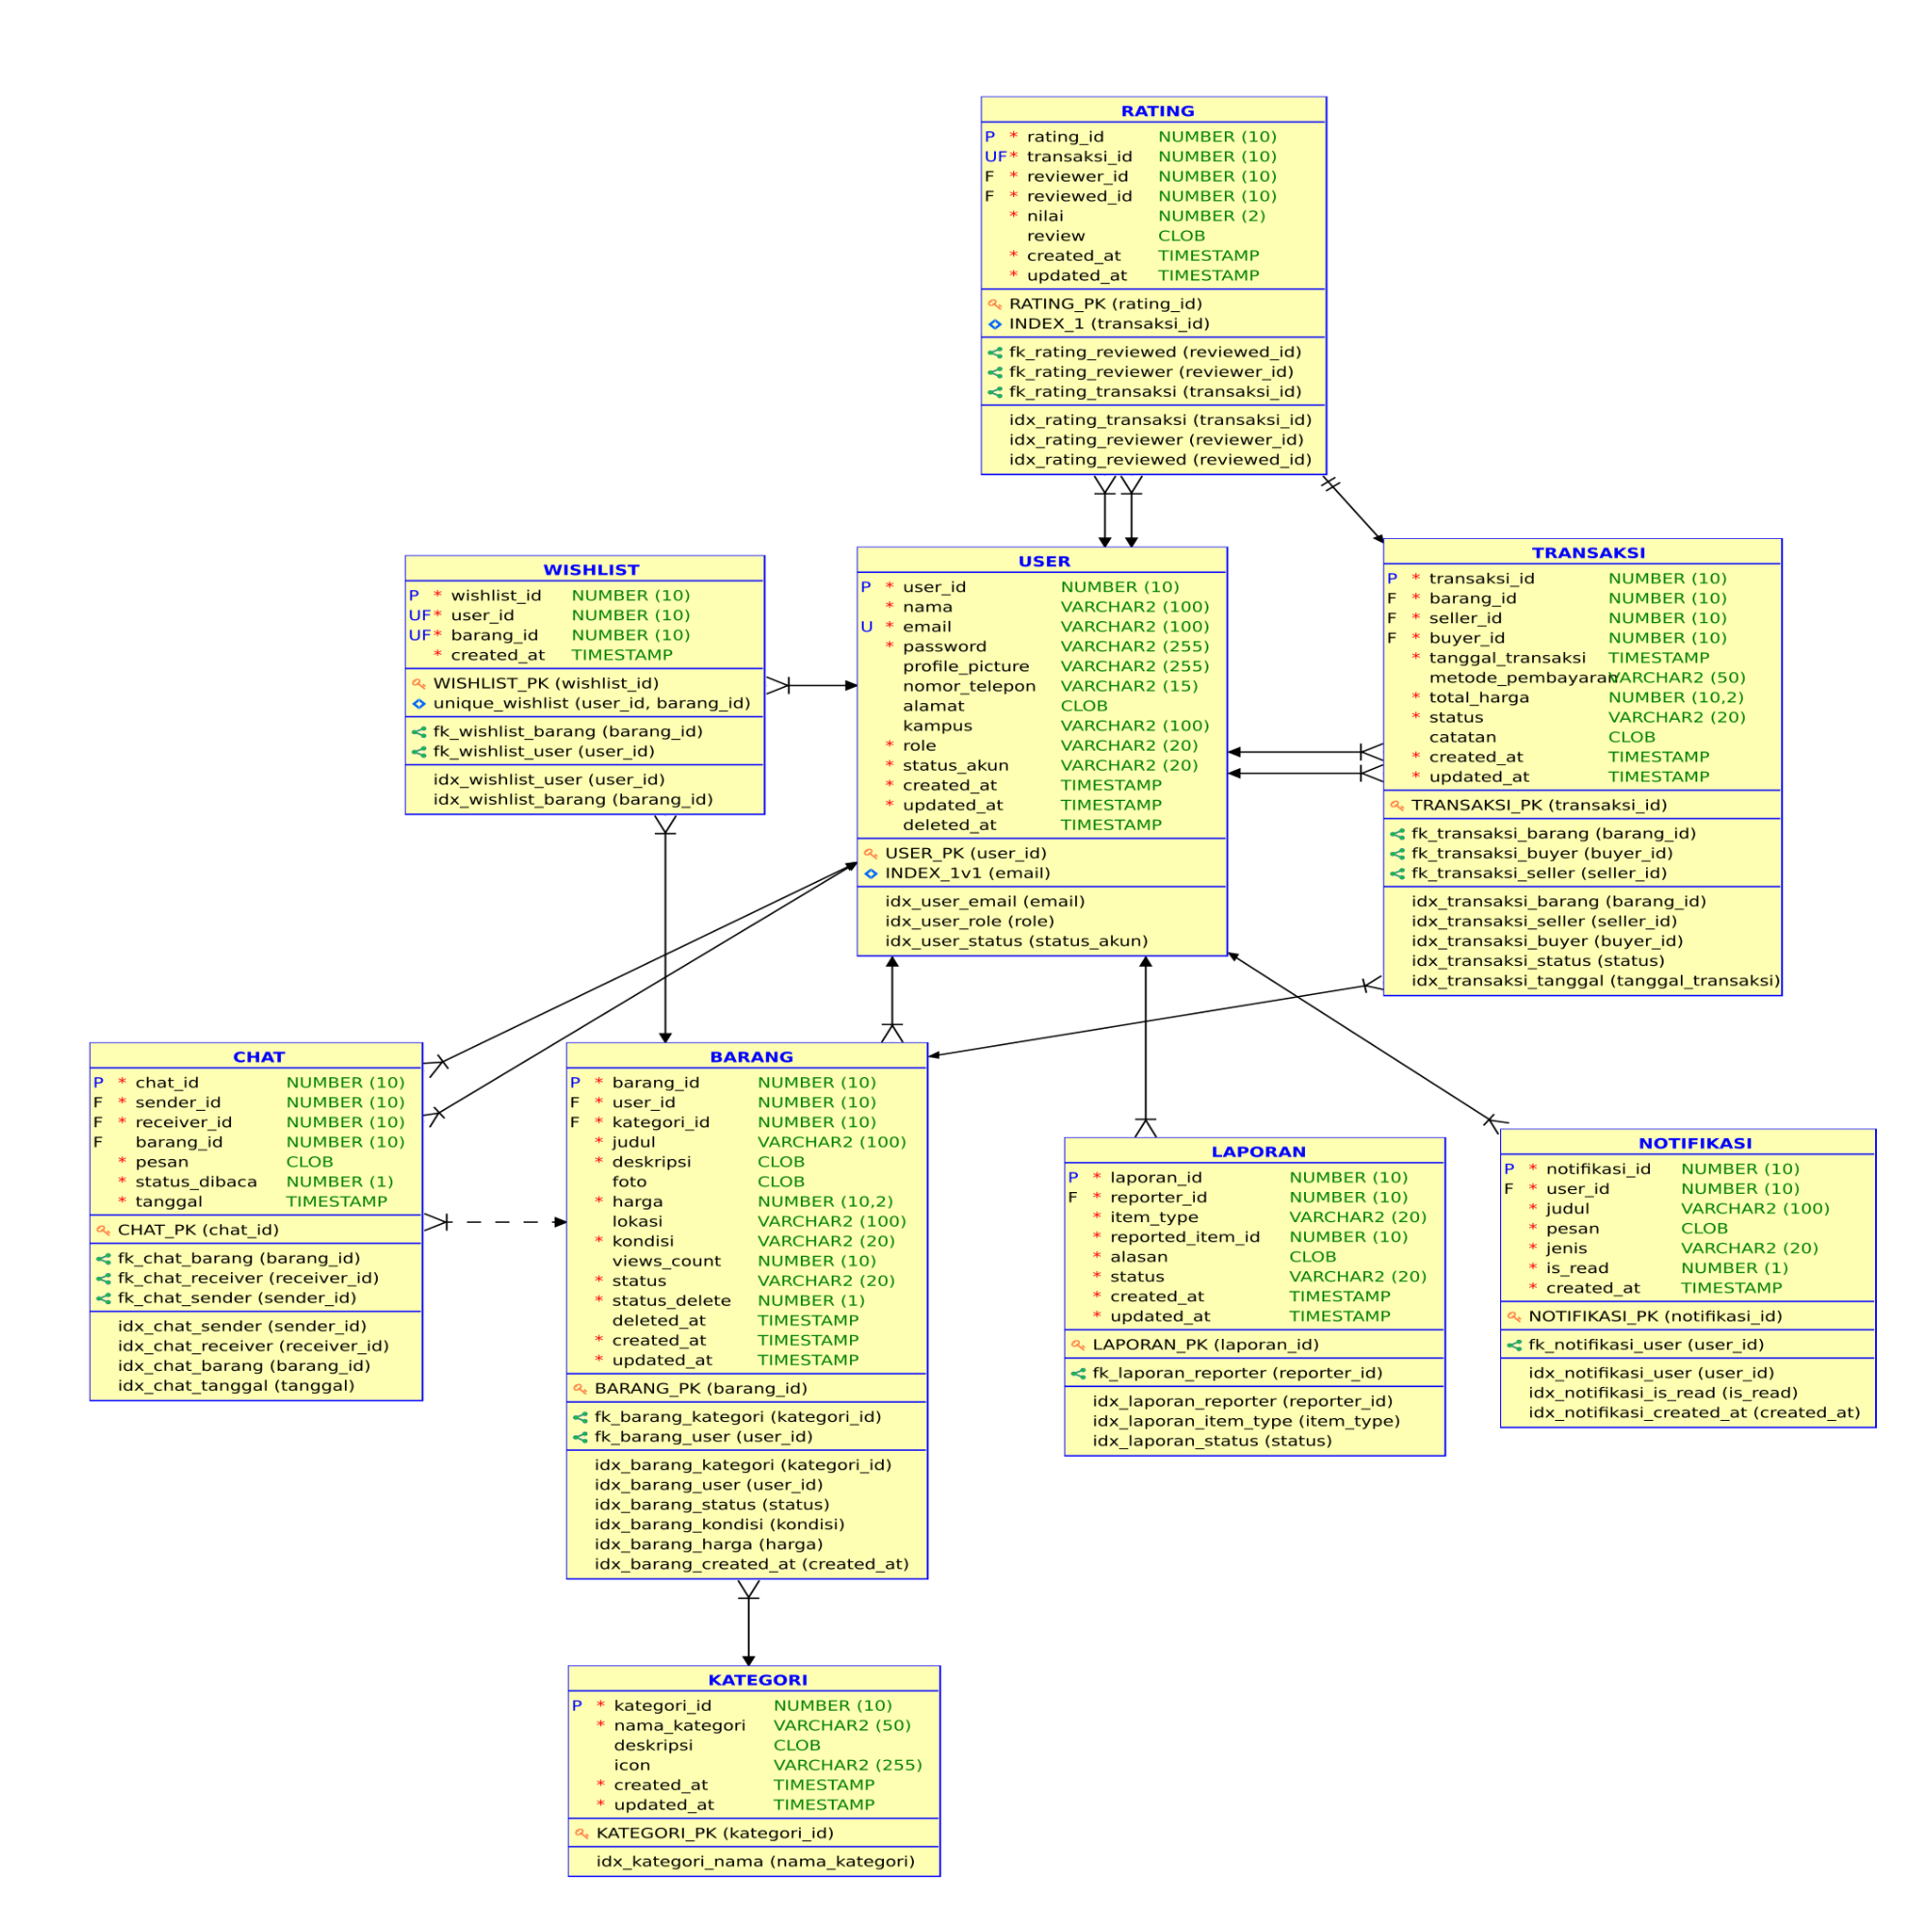 RATING
P * rating_id NUMBER (10)
UF* transaksi_id NUMBER (10)
F * reviewer_id NUMBER (10)
F * reviewed_id NUMBER (10)
* nilai NUMBER (2)
review CLOB
* created_at TIMESTAMP
* updated_at TIMESTAMP
RATING_PK (rating_id)
INDEX_1 (transaksi_id)
fk_rating_reviewed (reviewed_id)
fk_rating_reviewer (reviewer_id)
fk_rating_transaksi (transaksi_id)
idx_rating_transaksi (transaksi_id)
idx_rating_reviewer (reviewer_id)
idx_rating_reviewed (reviewed_id)
WISHLIST
P * wishlist_id NUMBER (10)
UF* user_id NUMBER (10)
UF* barang_id NUMBER (10)
* created_at TIMESTAMP
WISHLIST_PK (wishlist_id)
unique_wishlist (user_id, barang_id)
fk_wishlist_barang (barang_id)
fk_wishlist_user (user_id)
idx_wishlist_user (user_id)
idx_wishlist_barang (barang_id)
USER
P * user_id NUMBER (10)
* nama VARCHAR2 (100)
U * email VARCHAR2 (100)
* password VARCHAR2 (255)
profile_picture VARCHAR2 (255)
nomor_telepon VARCHAR2 (15)
alamat CLOB
kampus VARCHAR2 (100)
* role VARCHAR2 (20)
* status_akun VARCHAR2 (20)
* created_at TIMESTAMP
* updated_at TIMESTAMP
deleted_at TIMESTAMP
USER_PK (user_id)
INDEX_1v1 (email)
idx_user_email (email)
idx_user_role (role)
idx_user_status (status_akun)
TRANSAKSI
P * transaksi_id NUMBER (10)
F * barang_id NUMBER (10)
F * seller_id NUMBER (10)
F * buyer_id NUMBER (10)
* tanggal_transaksi TIMESTAMP
metode_pembayaran VARCHAR2 (50)
* total_harga NUMBER (10,2)
* status VARCHAR2 (20)
catatan CLOB
* created_at TIMESTAMP
* updated_at TIMESTAMP
TRANSAKSI_PK (transaksi_id)
fk_transaksi_barang (barang_id)
fk_transaksi_buyer (buyer_id)
fk_transaksi_seller (seller_id)
idx_transaksi_barang (barang_id)
idx_transaksi_seller (seller_id)
idx_transaksi_buyer (buyer_id)
idx_transaksi_status (status)
idx_transaksi_tanggal (tanggal_transaksi)
CHAT
P * chat_id NUMBER (10)
F * sender_id NUMBER (10)
F * receiver_id NUMBER (10)
F barang_id NUMBER (10)
* pesan CLOB
* status_dibaca NUMBER (1)
* tanggal TIMESTAMP
CHAT_PK (chat_id)
fk_chat_barang (barang_id)
fk_chat_receiver (receiver_id)
fk_chat_sender (sender_id)
idx_chat_sender (sender_id)
idx_chat_receiver (receiver_id)
idx_chat_barang (barang_id)
idx_chat_tanggal (tanggal)
BARANG
P * barang_id NUMBER (10)
F * user_id NUMBER (10)
F * kategori_id NUMBER (10)
* judul VARCHAR2 (100)
* deskripsi CLOB
foto CLOB
* harga NUMBER (10,2)
lokasi VARCHAR2 (100)
* kondisi VARCHAR2 (20)
views_count NUMBER (10)
* status VARCHAR2 (20)
* status_delete NUMBER (1)
deleted_at TIMESTAMP
* created_at TIMESTAMP
* updated_at TIMESTAMP
BARANG_PK (barang_id)
fk_barang_kategori (kategori_id)
fk_barang_user (user_id)
idx_barang_kategori (kategori_id)
idx_barang_user (user_id)
idx_barang_status (status)
idx_barang_kondisi (kondisi)
idx_barang_harga (harga)
idx_barang_created_at (created_at)
LAPORAN
P * laporan_id NUMBER (10)
F * reporter_id NUMBER (10)
* item_type VARCHAR2 (20)
* reported_item_id NUMBER (10)
* alasan CLOB
* status VARCHAR2 (20)
* created_at TIMESTAMP
* updated_at TIMESTAMP
LAPORAN_PK (laporan_id)
fk_laporan_reporter (reporter_id)
idx_laporan_reporter (reporter_id)
idx_laporan_item_type (item_type)
idx_laporan_status (status)
NOTIFIKASI
P * notifikasi_id NUMBER (10)
F * user_id NUMBER (10)
* judul VARCHAR2 (100)
* pesan CLOB
* jenis VARCHAR2 (20)
* is_read NUMBER (1)
* created_at TIMESTAMP
NOTIFIKASI_PK (notifikasi_id)
fk_notifikasi_user (user_id)
idx_notifikasi_user (user_id)
idx_notifikasi_is_read (is_read)
idx_notifikasi_created_at (created_at)
KATEGORI
P * kategori_id NUMBER (10)
* nama_kategori VARCHAR2 (50)
deskripsi CLOB
icon VARCHAR2 (255)
* created_at TIMESTAMP
* updated_at TIMESTAMP
KATEGORI_PK (kategori_id)
idx_kategori_nama (nama_kategori)